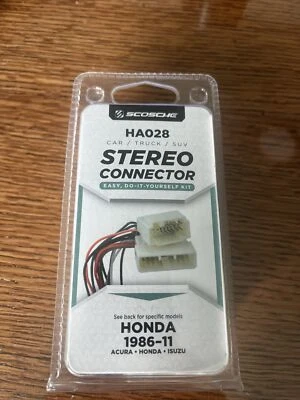 SCOSCHE
HA028
CAR / TRUCK / SUV
STEREO
CONNECTOR
EASY, DO-IT-YOURSELF KIT
See back for specific models
HONDA
1986-11
ACURA • HONDA • ISUZU